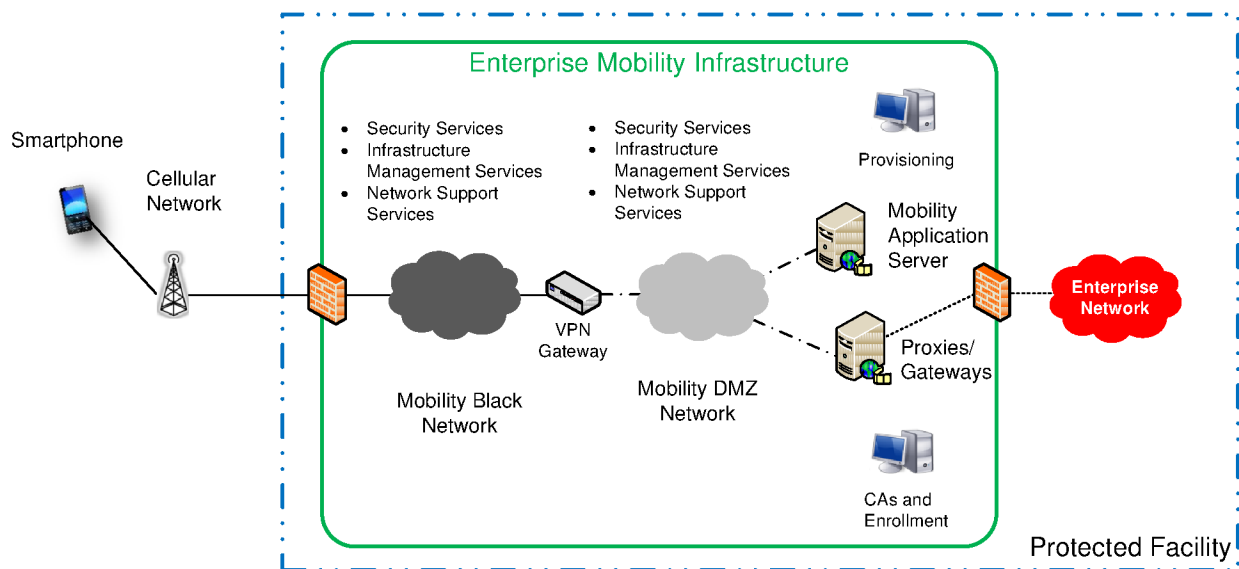 Enterprise Mobility Infrastructure
Smartphone
Cellular
Network
• Security Services
• Infrastructure
Management Services
• Network Support
Services
• Security Services
• Infrastructure
Management Services
• Network Support
Services
Provisioning
Mobility
Application
Server
Enterprise
Network
VPN
Gateway
Proxies/
Gateways
Mobility Black
Network
Mobility DMZ
Network
CAs and
Enrollment
Protected Facility